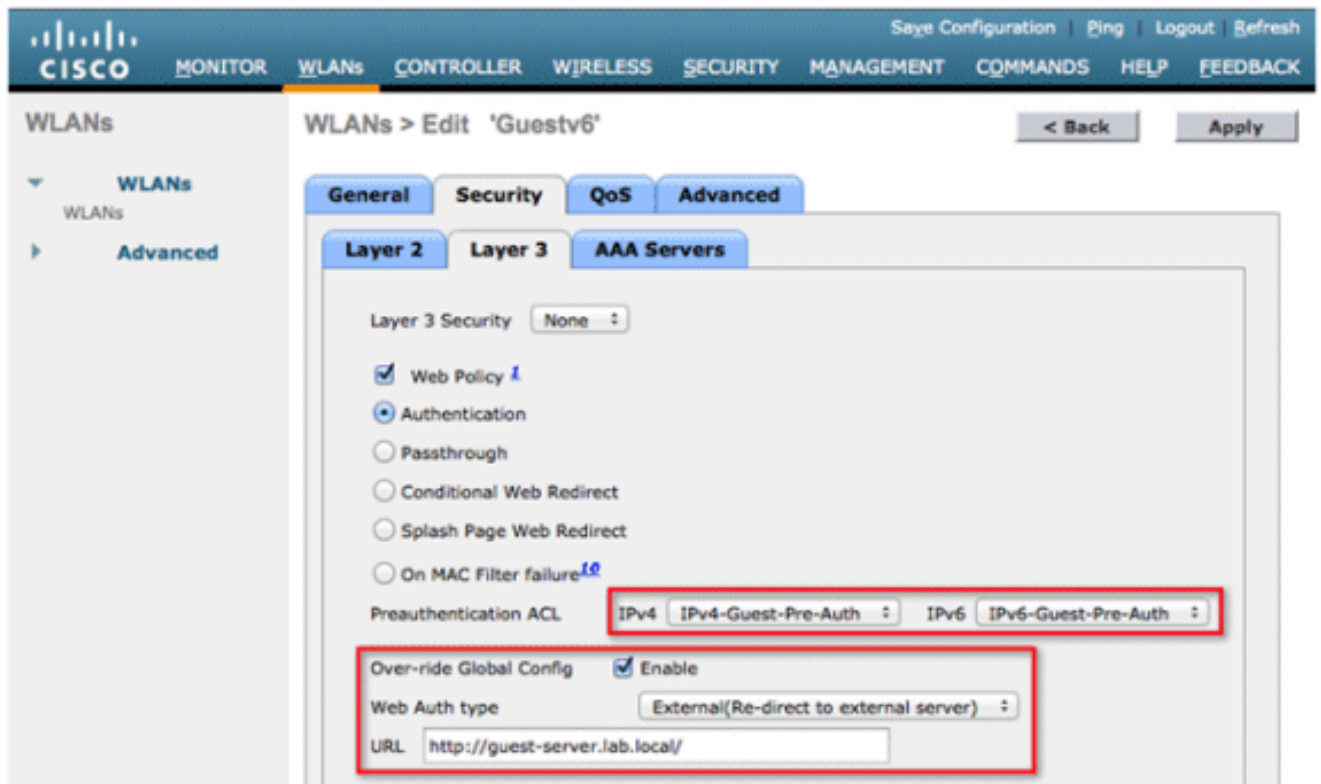 Save Configuration | Ping | Logout | Refresh
CISCO MONITOR WLANs CONTROLLER WIRELESS SECURITY MANAGEMENT COMMANDS HELP FEEDBACK
WLANs
WLANs > Edit 'Guestv6'
< Back
Apply
WLANs
WLANs
Advanced
General Security QoS Advanced
Layer 2 Layer 3 AAA Servers
Layer 3 Security None
Web Policy 1
Authentication
Passthrough
Conditional Web Redirect
Splash Page Web Redirect
On MAC Filter failure10
Preauthentication ACL IPv4 IPv4-Guest-Pre-Auth IPv6 IPv6-Guest-Pre-Auth
Over-ride Global Config Enable
Web Auth type External(Re-direct to external server)
URL http://guest-server.lab.local/